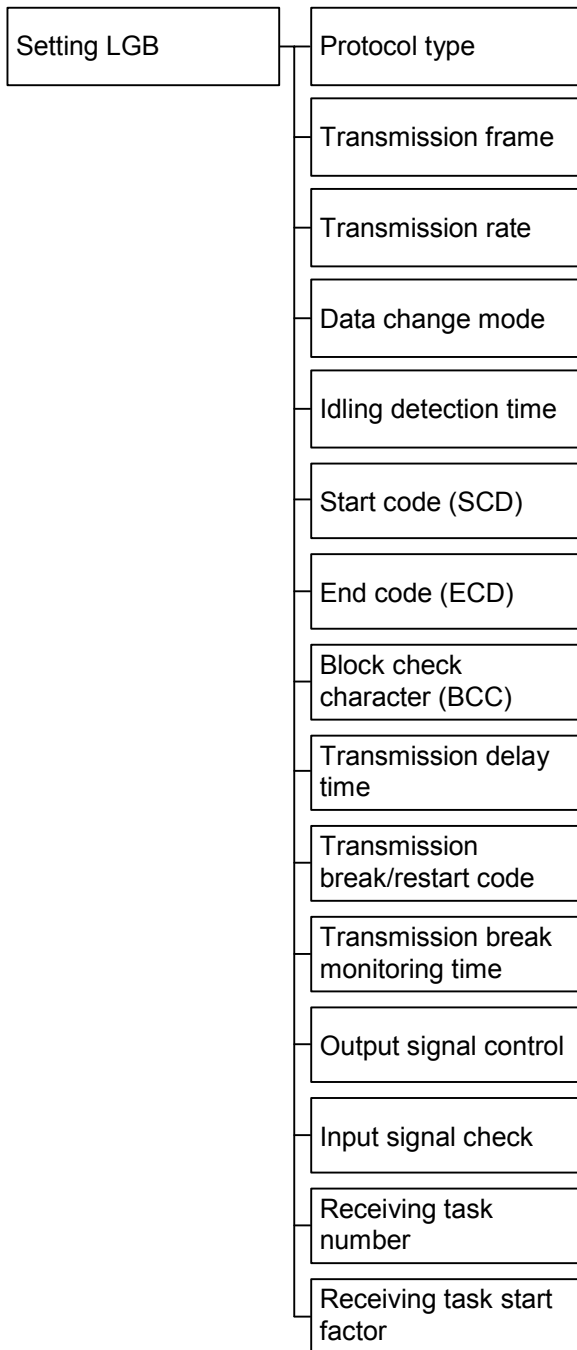 Setting LGB
Protocol type
Transmission frame
Transmission rate
Data change mode
Idling detection time
Start code (SCD)
End code (ECD)
Block check
character (BCC)
Transmission delay
time
Transmission
break/restart code
Transmission break
monitoring time
Output signal control
Input signal check
Receiving task
number
Receiving task start
factor